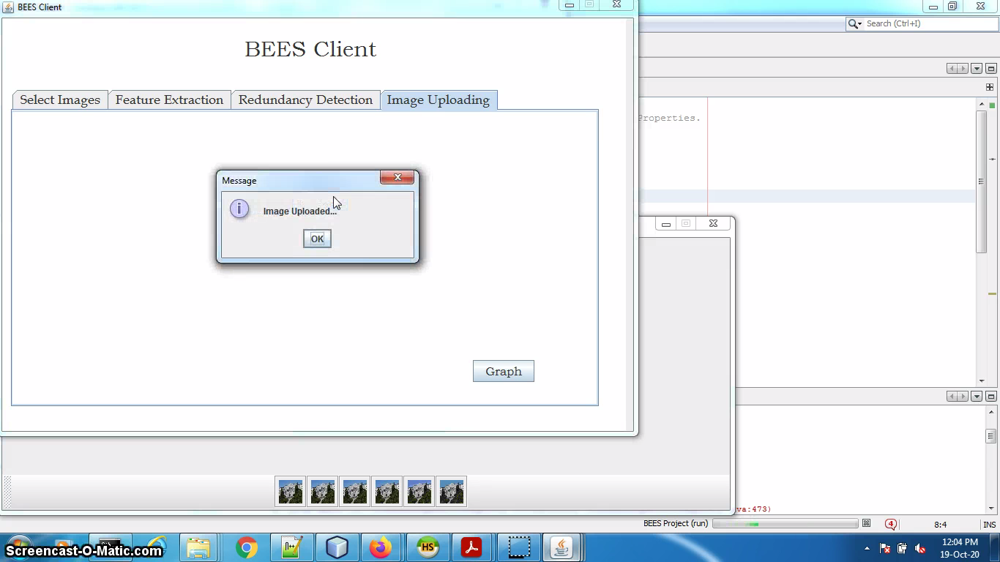 BEES Client
Search (Ctrl+I)
BEES Client
Select Images
Feature Extraction
Redundancy Detection
Image Uploading
Properties.
Message
Image Uploaded...
OK
Graph
va:473)
BEES Project (run)
4
8:4
INS
Screencast-O-Matic.com
n++
HS
12:04 PM
19-Oct-20